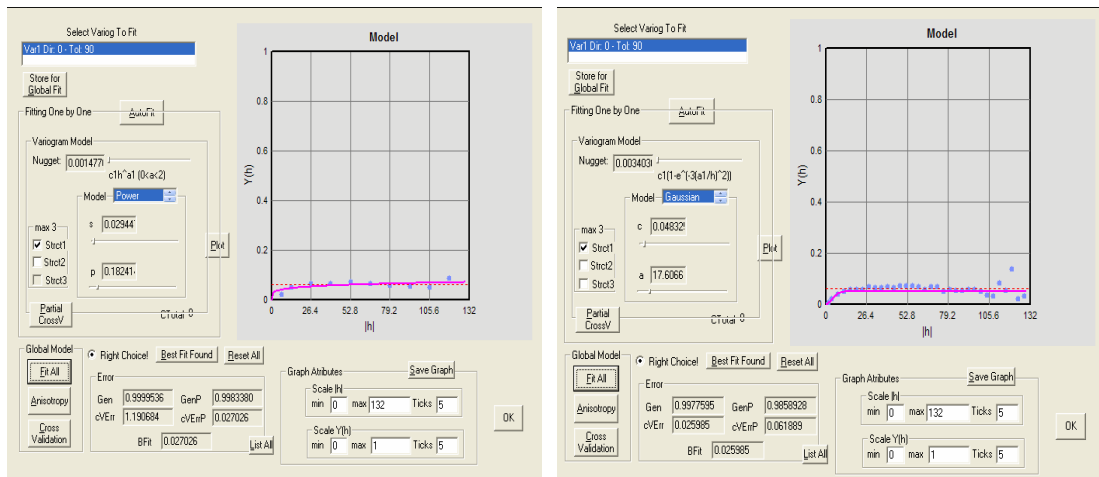 Select Variog To Fit
Var1 Dir: 0 - Tol: 90
Store for
Global Fit
Fitting One by One
AutoFit
Variogram Model
Nugget: 0.001477
c1h^a1 (0<a<2)
Model Power
max 3
s 0.02944
Strct1
Strct2
Strct3
p 0.18241
Plot
Partial
CrossV
CTotal 0
Model
Y(h)
1
0.8
0.6
0.4
0.2
0
0 26.4 52.8 79.2 105.6 132
|h|
Global Model
Right Choice! Best Fit Found Reset All
Fit All
Anisotropy
Cross
Validation
Error
Gen 0.9999536 GenP 0.9983380
cVErr 1.190684 cVErrP 0.027026
BFit 0.027026
List All
Graph Atributes
Save Graph
Scale |h|
min 0 max 132 Ticks 5
Scale Y(h)
min 0 max 1 Ticks 5
OK
Select Variog To Fit
Var1 Dir: 0 - Tol: 90
Store for
Global Fit
Fitting One by One
AutoFit
Variogram Model
Nugget: 0.003403
c1(1-e^(-3(a1/h)^2))
Model Gaussian
max 3
c 0.04832
Strct1
Strct2
Strct3
a 17.6066
Plot
Partial
CrossV
CTotal 0
Model
Y(h)
1
0.8
0.6
0.4
0.2
0
0 26.4 52.8 79.2 105.6 132
|h|
Global Model
Right Choice! Best Fit Found Reset All
Fit All
Anisotropy
Cross
Validation
Error
Gen 0.9977595 GenP 0.9858928
cVErr 0.025985 cVErrP 0.061889
BFit 0.025985
List All
Graph Atributes
Save Graph
Scale |h|
min 0 max 132 Ticks 5
Scale Y(h)
min 0 max 1 Ticks 5
OK